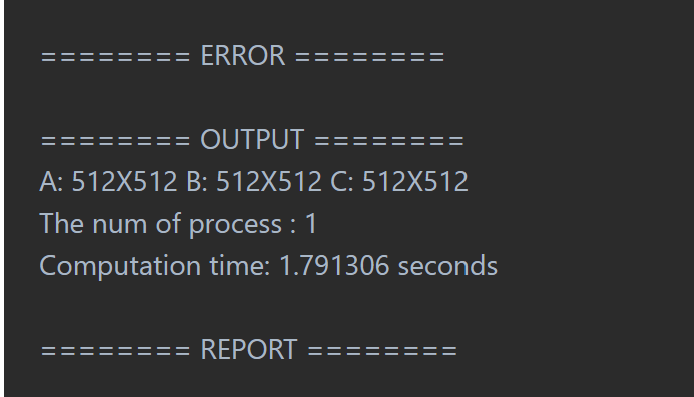 ======== ERROR ========
======== OUTPUT ========
A: 512X512 B: 512X512 C: 512X512
The num of process : 1
Computation time: 1.791306 seconds
======== REPORT ========